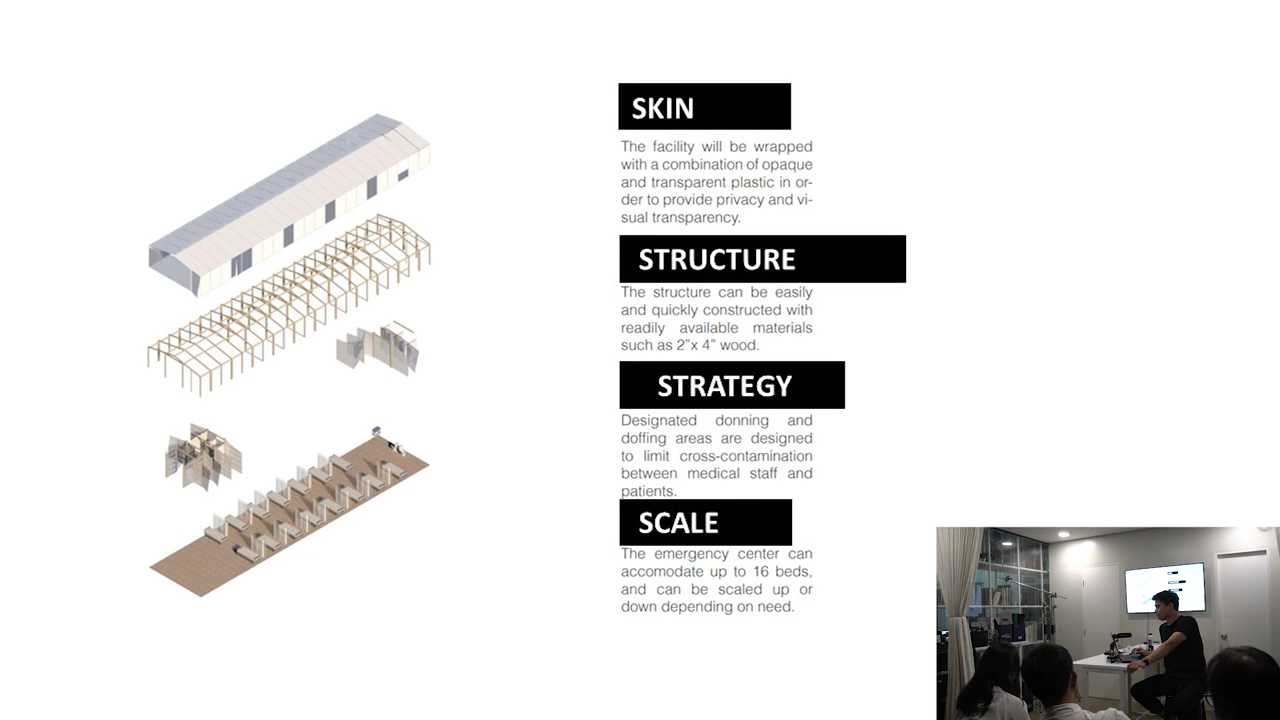 SKIN
The facility will be wrapped
with a combination of opaque
and transparent plastic in or-
der to provide privacy and vi-
sual transparency.
STRUCTURE
The structure can be easily
and quickly constructed with
readily available materials
such as 2”x 4” wood.
STRATEGY
Designated donning and
doffing areas are designed
to limit cross-contamination
between medical staff and
patients.
SCALE
The emergency center can
accomodate up to 16 beds,
and can be scaled up or
down depending on need.